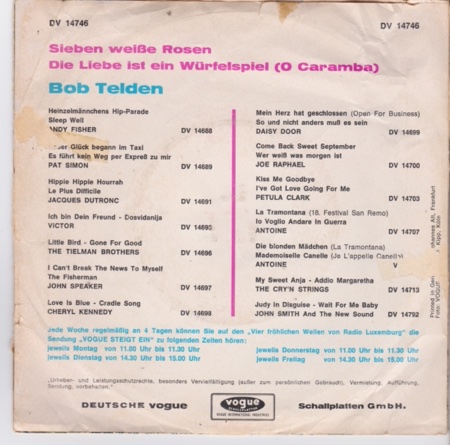 DV 14746
DV 14746
Sieben weiße Rosen
Die Liebe ist ein Würfelspiel (O Caramba)
Bob Telden
Heinzelmännchens Hip-Parade
Sleep Well
ANDY FISHER DV 14688
Glück begann im Taxi
Es führt kein Weg per Expreß zu mir
PAT SIMON DV 14689
Hippie Hippie Hourrah
Le Plus Difficile
JACQUES DUTRONC DV 14691
Ich bin Dein Freund - Dosvidanija
VICTOR DV 14695
Little Bird - Gone For Good
THE TIELMAN BROTHERS DV 14696
I Can't Break The News To Myself
The Fisherman
JOHN SPEAKER DV 14697
Love Is Blue - Cradle Song
CHERYL KENNEDY DV 14698
Mein Herz hat geschlossen (Open For Business)
So und nicht anders muß es sein
DAISY DOOR DV 14699
Come Back Sweet September
Wer weiß was morgen ist
JOE RAPHAEL DV 14700
Kiss Me Goodbye
I've Got Love Going For Me
PETULA CLARK DV 14703
La Tramontana (18. Festival San Remo)
Io Voglio Andare In Guerra
ANTOINE DV 14707
Die blonden Mädchen (La Tramontana)
Mademoiselle Canelle (Je L'appelle Canelle)
ANTOINE
My Sweet Anja - Addio Margaretha
THE CRY'N STRINGS DV 14713
Judy In Disguise - Wait For Me Baby
JOHN SMITH And The New Sound DV 14792
Jede Woche regelmäßig an 4 Tagen können Sie auf den „Vier fröhlichen Wellen von Radio Luxemburg" die
Sendung „VOGUE STEIGT EIN" zu folgenden Zeiten hören:
jeweils Montag von 11.00 Uhr bis 11.30 Uhr
jeweils Dienstag von 14.30 Uhr bis 15.00 Uhr
jeweils Donnerstag von 11.00 Uhr bis 11.30 Uhr
jeweils Freitag von 14.30 Uhr bis 15.00 Uhr
„Urheber- und Leistungsschutzrechte, besondere Vervielfältigung (außer zum persönlichen Gebrauch), Vermietung, Aufführung,
Sendung, vorbehalten."
DEUTSCHE vogue
vogue
VOGUE INTERNATIONAL INDUSTRIES
Schallplatten GmbH.
Printed in
Foto: VOGUE
Kipp, Köln
Frankfurt